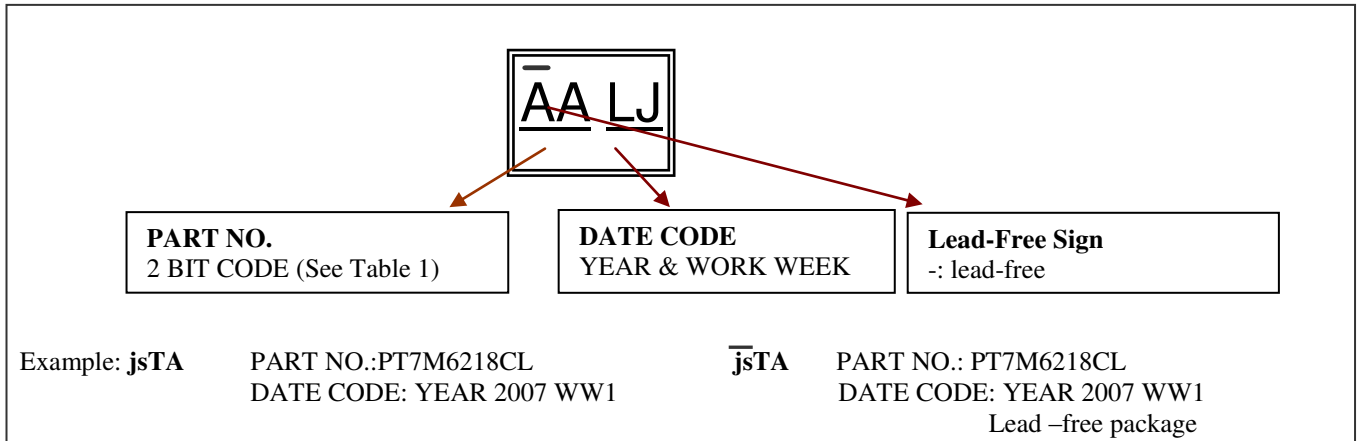 AA LJ
PART NO.
2 BIT CODE (See Table 1)
DATE CODE
YEAR & WORK WEEK
Lead-Free Sign
-: lead-free
Example: jsTA PART NO.:PT7M6218CL
DATE CODE: YEAR 2007 WW1
jsTA PART NO.: PT7M6218CL
DATE CODE: YEAR 2007 WW1
Lead –free package